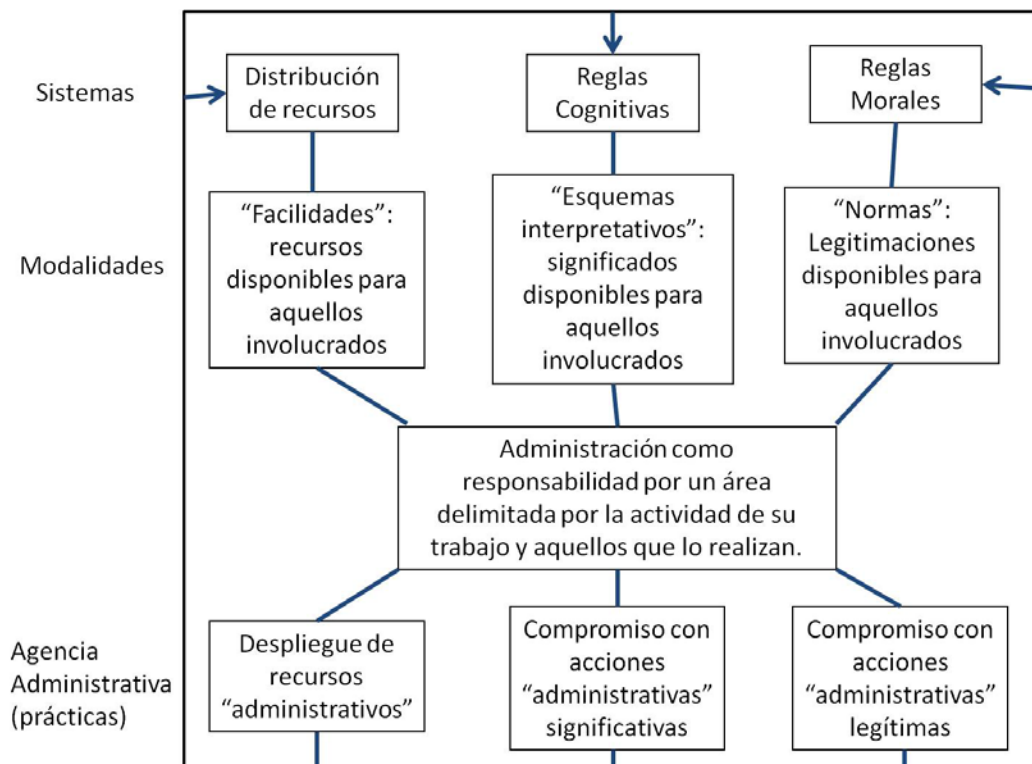 Sistemas
Distribución
de recursos
Reglas
Cognitivas
Reglas
Morales
Modalidades
“Facilidades”:
recursos
disponibles para
aquellos
involucrados
“Esquemas
interpretativos”:
significados
disponibles para
aquellos
involucrados
“Normas”:
Legitimaciones
disponibles para
aquellos
involucrados
Administración como
responsabilidad por un área
delimitada por la actividad de su
trabajo y aquellos que lo realizan.
Agencia
Administrativa
(prácticas)
Despliegue de
recursos
“administrativos”
Compromiso con
acciones
“administrativas”
significativas
Compromiso con
acciones
“administrativas”
legítimas